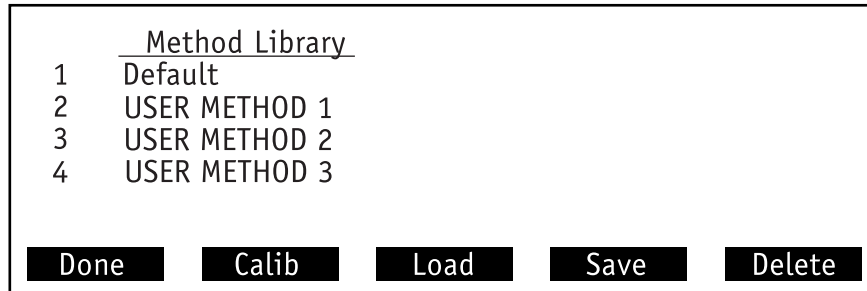 Method Library
1 Default
2 USER METHOD 1
3 USER METHOD 2
4 USER METHOD 3
Done Calib Load Save Delete